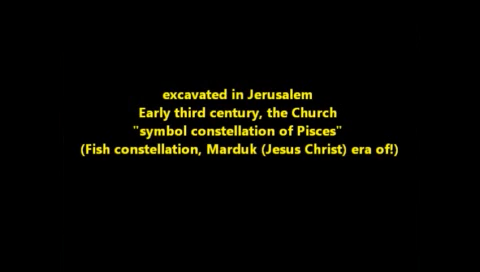 excavated in Jerusalem
Early third century, the Church
"symbol constellation of Pisces"
(Fish constellation, Marduk (Jesus Christ) era of!)